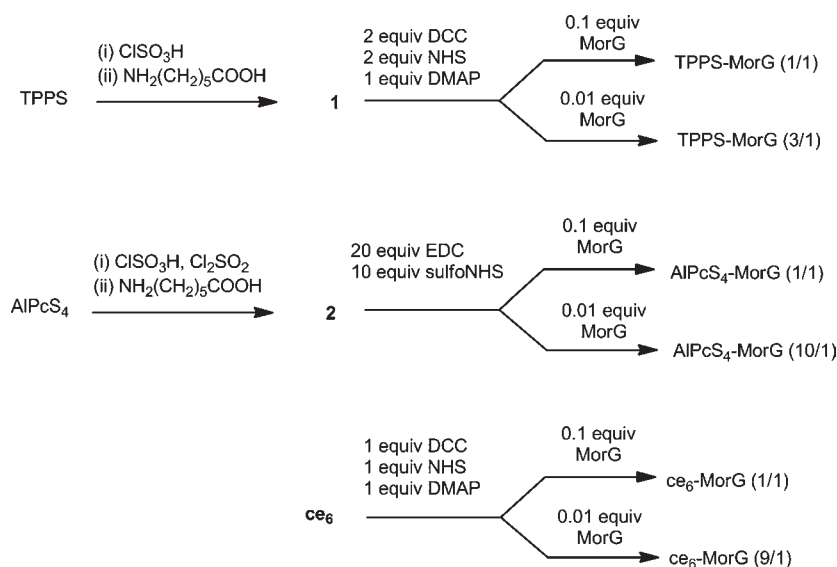 TPPS
(i) ClSO₃H
(ii) NH₂(CH₂)₅COOH
1
2 equiv DCC
2 equiv NHS
1 equiv DMAP
0.1 equiv
MorG
TPPS-MorG (1/1)
0.01 equiv
MorG
TPPS-MorG (3/1)
AlPcS₄
(i) ClSO₃H, Cl₂SO₂
(ii) NH₂(CH₂)₅COOH
2
20 equiv EDC
10 equiv sulfoNHS
0.1 equiv
MorG
AlPcS₄-MorG (1/1)
0.01 equiv
MorG
AlPcS₄-MorG (10/1)
ce₆
1 equiv DCC
1 equiv NHS
1 equiv DMAP
0.1 equiv
MorG
ce₆-MorG (1/1)
0.01 equiv
MorG
ce₆-MorG (9/1)